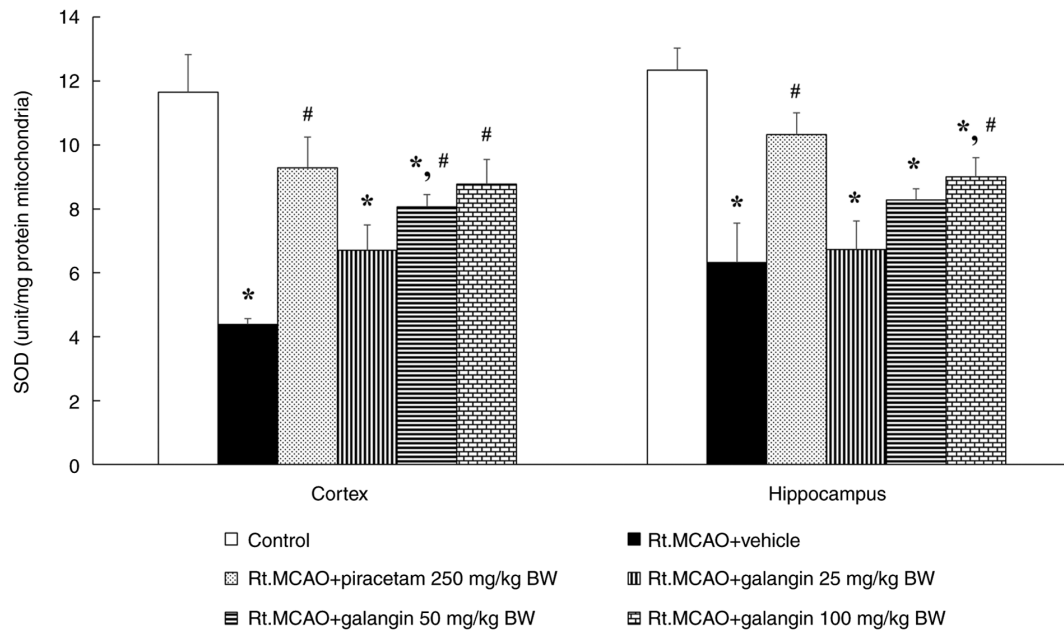 14
12
10
8
6
4
2
0
SOD (unit/mg protein mitochondria)
*
#
*
*, #
#
*
#
*
*
*, #
Cortex
Hippocampus
Control
Rt.MCAO+vehicle
Rt.MCAO+piracetam 250 mg/kg BW
Rt.MCAO+galangin 25 mg/kg BW
Rt.MCAO+galangin 50 mg/kg BW
Rt.MCAO+galangin 100 mg/kg BW